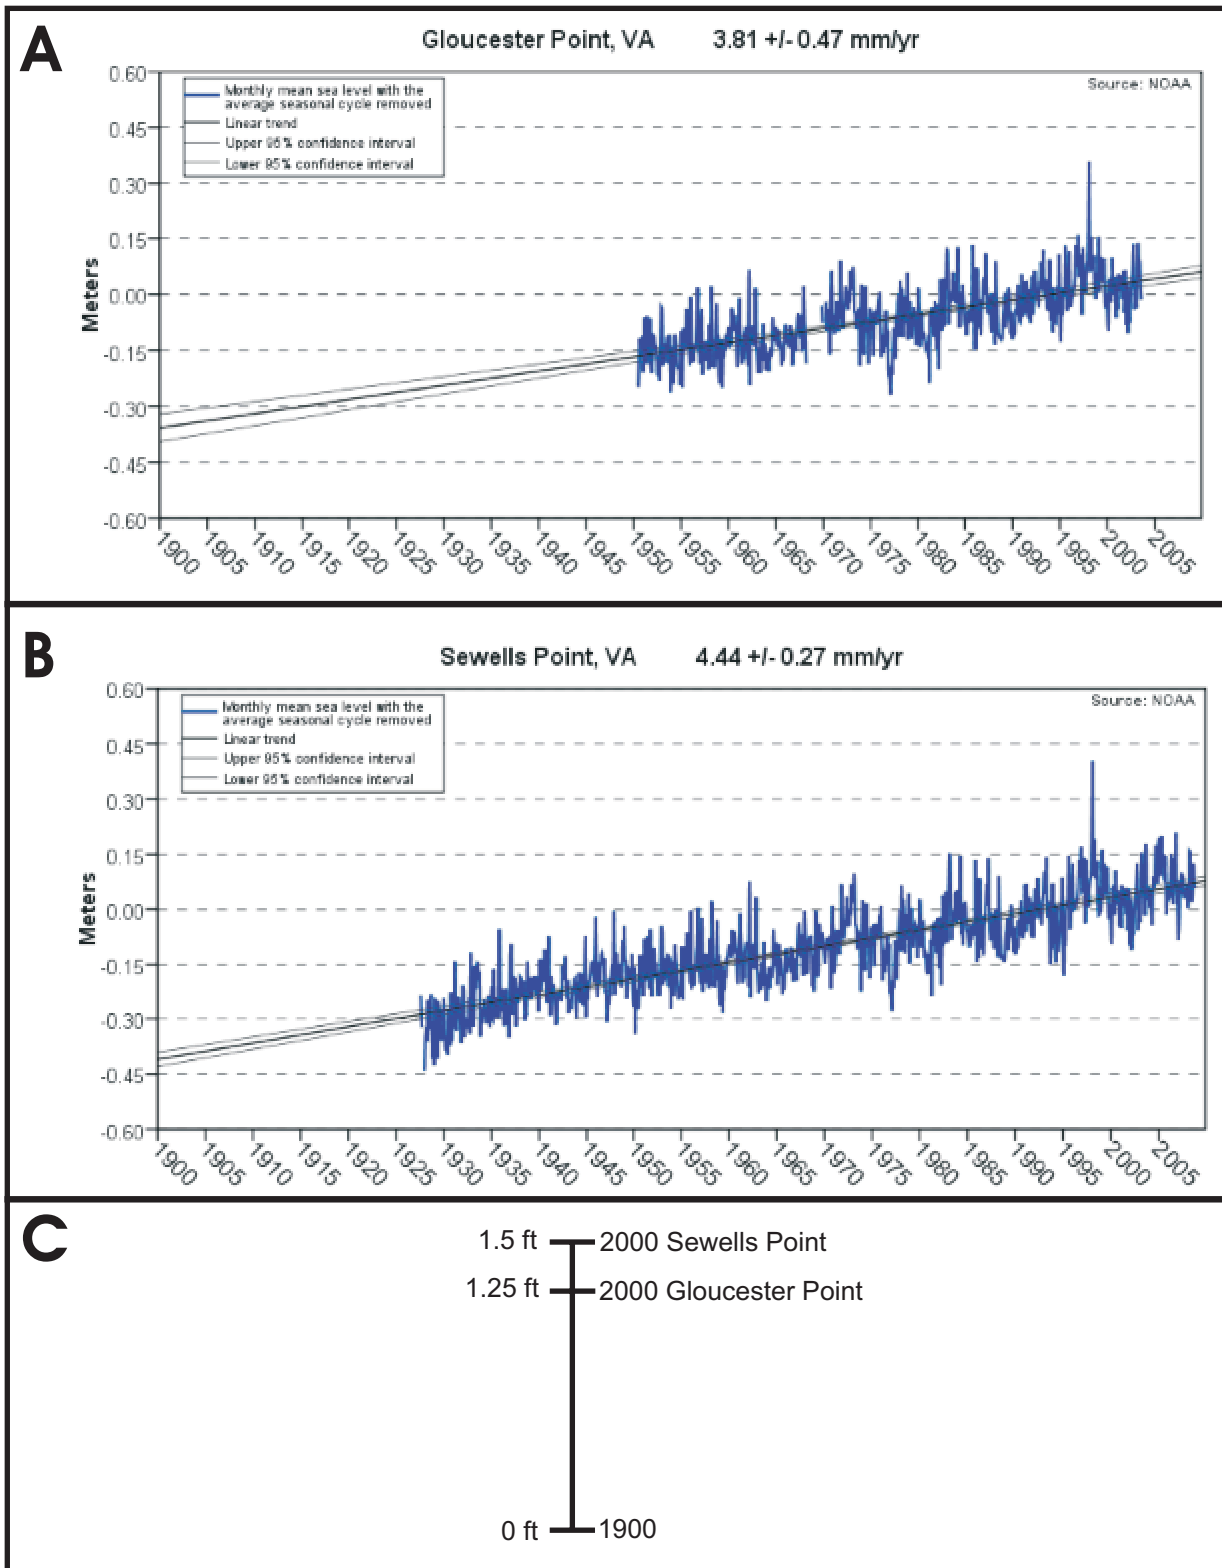 A
Gloucester Point, VA 3.81 +/- 0.47 mm/yr
Source: NOAA
Monthly mean sea level with the
average seasonal cycle removed
Linear trend
Upper 95% confidence interval
Lower 95% confidence interval
Meters
0.60
0.45
0.30
0.15
0.00
-0.15
-0.30
-0.45
-0.60
1900 1905 1910 1915 1920 1925 1930 1935 1940 1945 1950 1955 1960 1965 1970 1975 1980 1985 1990 1995 2000 2005
B
Sewells Point, VA 4.44 +/- 0.27 mm/yr
Source: NOAA
Monthly mean sea level with the
average seasonal cycle removed
Linear trend
Upper 95% confidence interval
Lower 95% confidence interval
Meters
0.60
0.45
0.30
0.15
0.00
-0.15
-0.30
-0.45
-0.60
1900 1905 1910 1915 1920 1925 1930 1935 1940 1945 1950 1955 1960 1965 1970 1975 1980 1985 1990 1995 2000 2005
C
1.5 ft 2000 Sewells Point
1.25 ft 2000 Gloucester Point
0 ft 1900